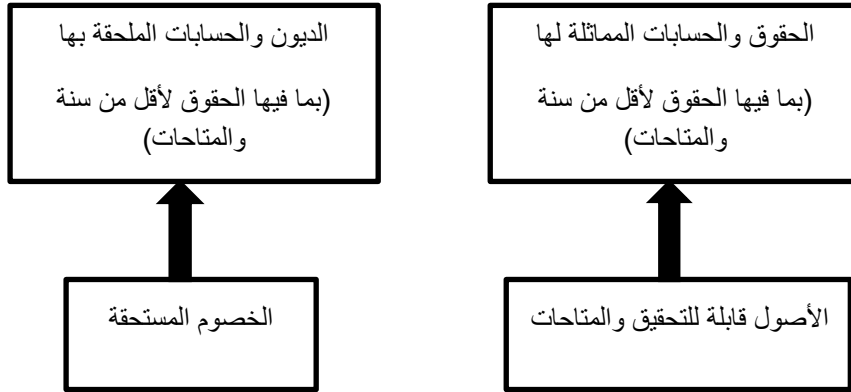 الحقوق والحسابات المماثلة لها
(بما فيها الحقوق لأقل من سنة
والمتاحات)
الديون والحسابات الملحقة بها
(بما فيها الحقوق لأقل من سنة
والمتاحات)
الأصول قابلة للتحقيق والمتاحات
الخصوم المستحقة